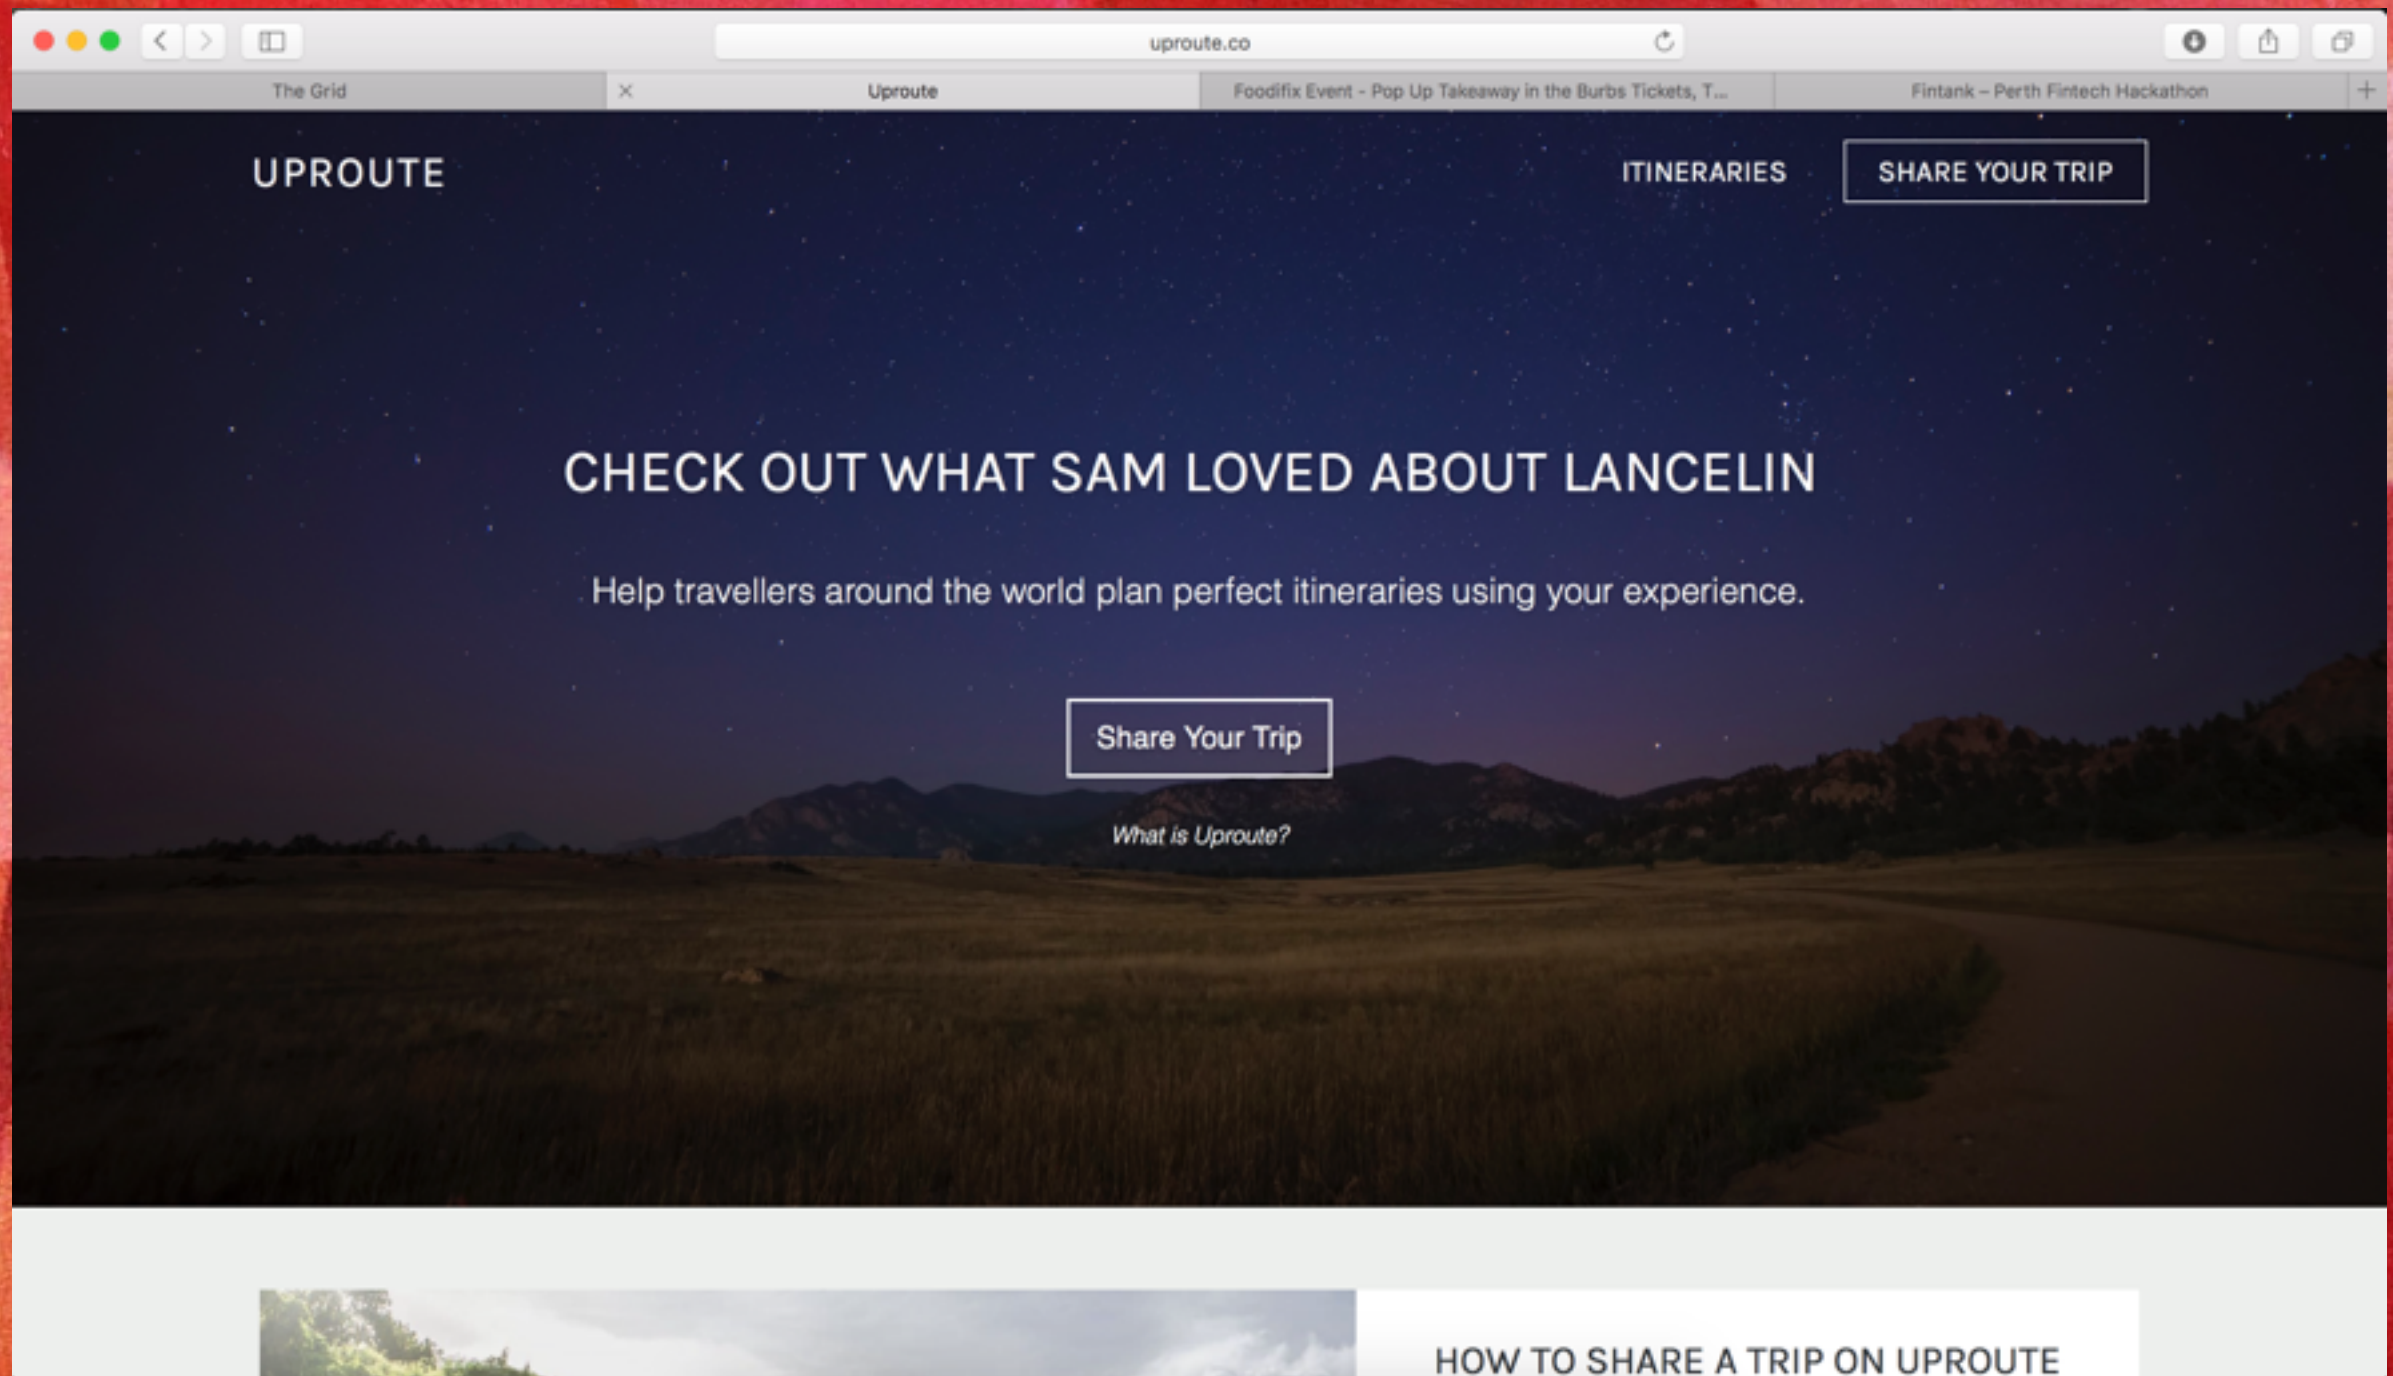 uproute.co
The Grid
Uproute
Foodifix Event - Pop Up Takeaway in the Burbs Tickets, T...
Fintank – Perth Fintech Hackathon
UPROUTE
ITINERARIES
SHARE YOUR TRIP
CHECK OUT WHAT SAM LOVED ABOUT LANCELIN
Help travellers around the world plan perfect itineraries using your experience.
Share Your Trip
What is Uproute?
HOW TO SHARE A TRIP ON UPROUTE